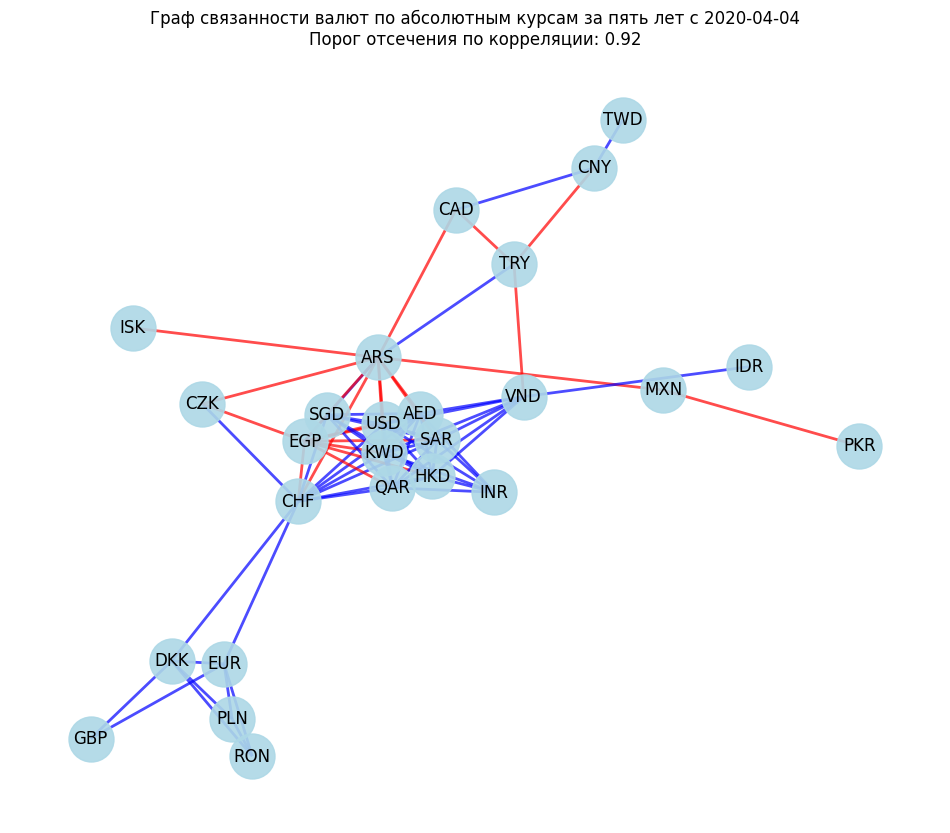 Граф связанности валют по абсолютным курсам за пять лет с 2020-04-04
Порог отсечения по корреляции: 0.92
TWD
CNY
CAD
TRY
ISK
ARS
IDR
MXN
VND
CZK
SGD
AED
USD
EGP
SAR
PKR
KWD
HKD
QAR
INR
CHF
DKK
EUR
PLN
GBP
RON